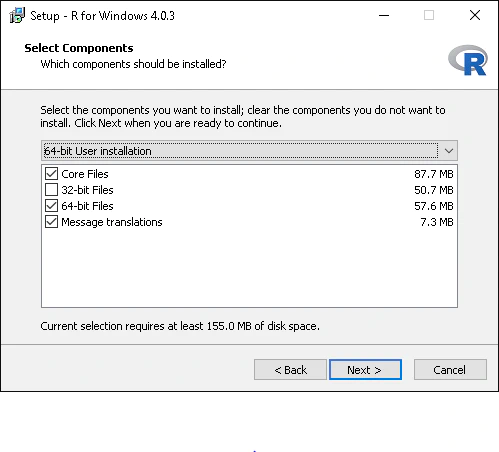 Setup - R for Windows 4.0.3
Select Components
Which components should be installed?
R
Select the components you want to install; clear the components you do not want to
install. Click Next when you are ready to continue.
64-bit User installation
Core Files 87.7 MB
32-bit Files 50.7 MB
64-bit Files 57.6 MB
Message translations 7.3 MB
Current selection requires at least 155.0 MB of disk space.
< Back Next > Cancel